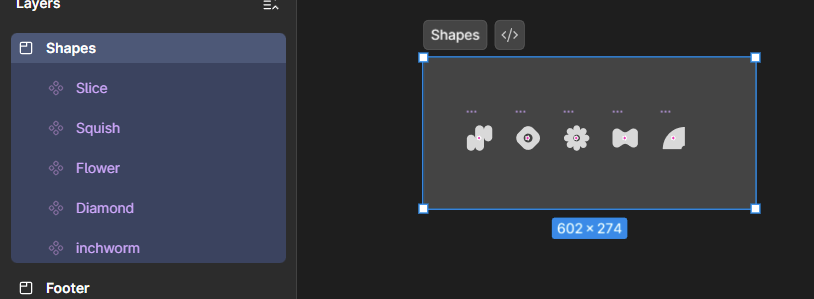 Layers
Shapes
Slice
Squish
Flower
Diamond
inchworm
Footer
Shapes
</>
...
...
...
...
...
602 × 274